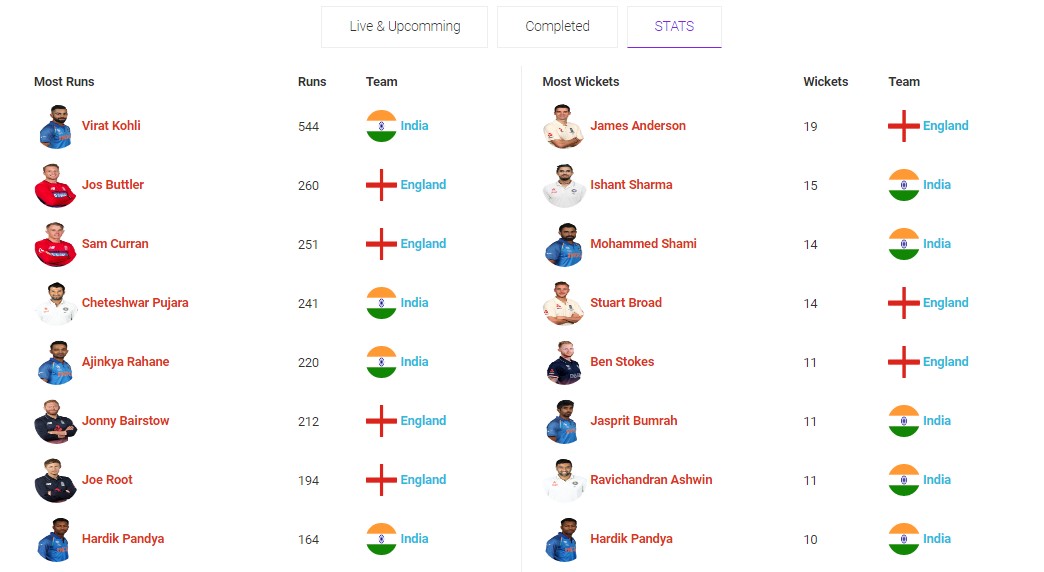 Live & Upcomming Completed STATS
Most Runs Runs Team
Virat Kohli 544 India
Jos Buttler 260 England
Sam Curran 251 England
Cheteshwar Pujara 241 India
Ajinkya Rahane 220 India
Jonny Bairstow 212 England
Joe Root 194 England
Hardik Pandya 164 India
Most Wickets Wickets Team
James Anderson 19 England
Ishant Sharma 15 India
Mohammed Shami 14 India
Stuart Broad 14 England
Ben Stokes 11 England
Jasprit Bumrah 11 India
Ravichandran Ashwin 11 India
Hardik Pandya 10 India